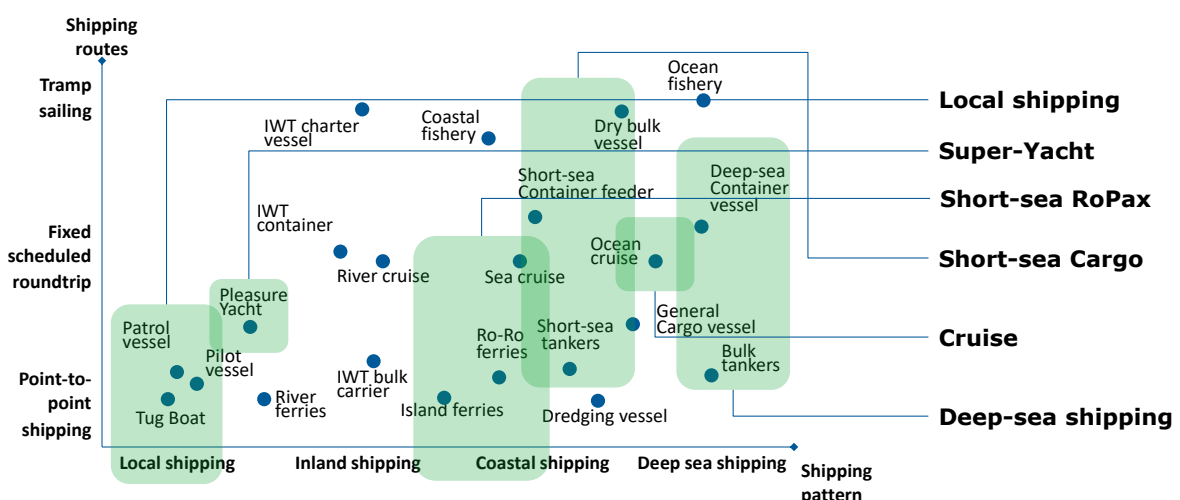 Shipping
routes
Tramp
sailing
Fixed
scheduled
roundtrip
Point-to-
point
shipping
Ocean
fishery
IWT charter
vessel
Coastal
fishery
Dry bulk
vessel
Short-sea
Container feeder
Deep-sea
Container
vessel
IWT
container
River cruise
Sea cruise
Ocean
cruise
Pleasure
Yacht
Patrol
vessel
Pilot
vessel
Tug Boat
River
ferries
IWT bulk
carrier
Ro-Ro
ferries
Island ferries
Short-sea
tankers
General
Cargo vessel
Bulk
tankers
Dredging vessel
Local shipping
Super-Yacht
Short-sea RoPax
Short-sea Cargo
Cruise
Deep-sea shipping
Local shipping
Inland shipping
Coastal shipping
Deep sea shipping
Shipping
pattern